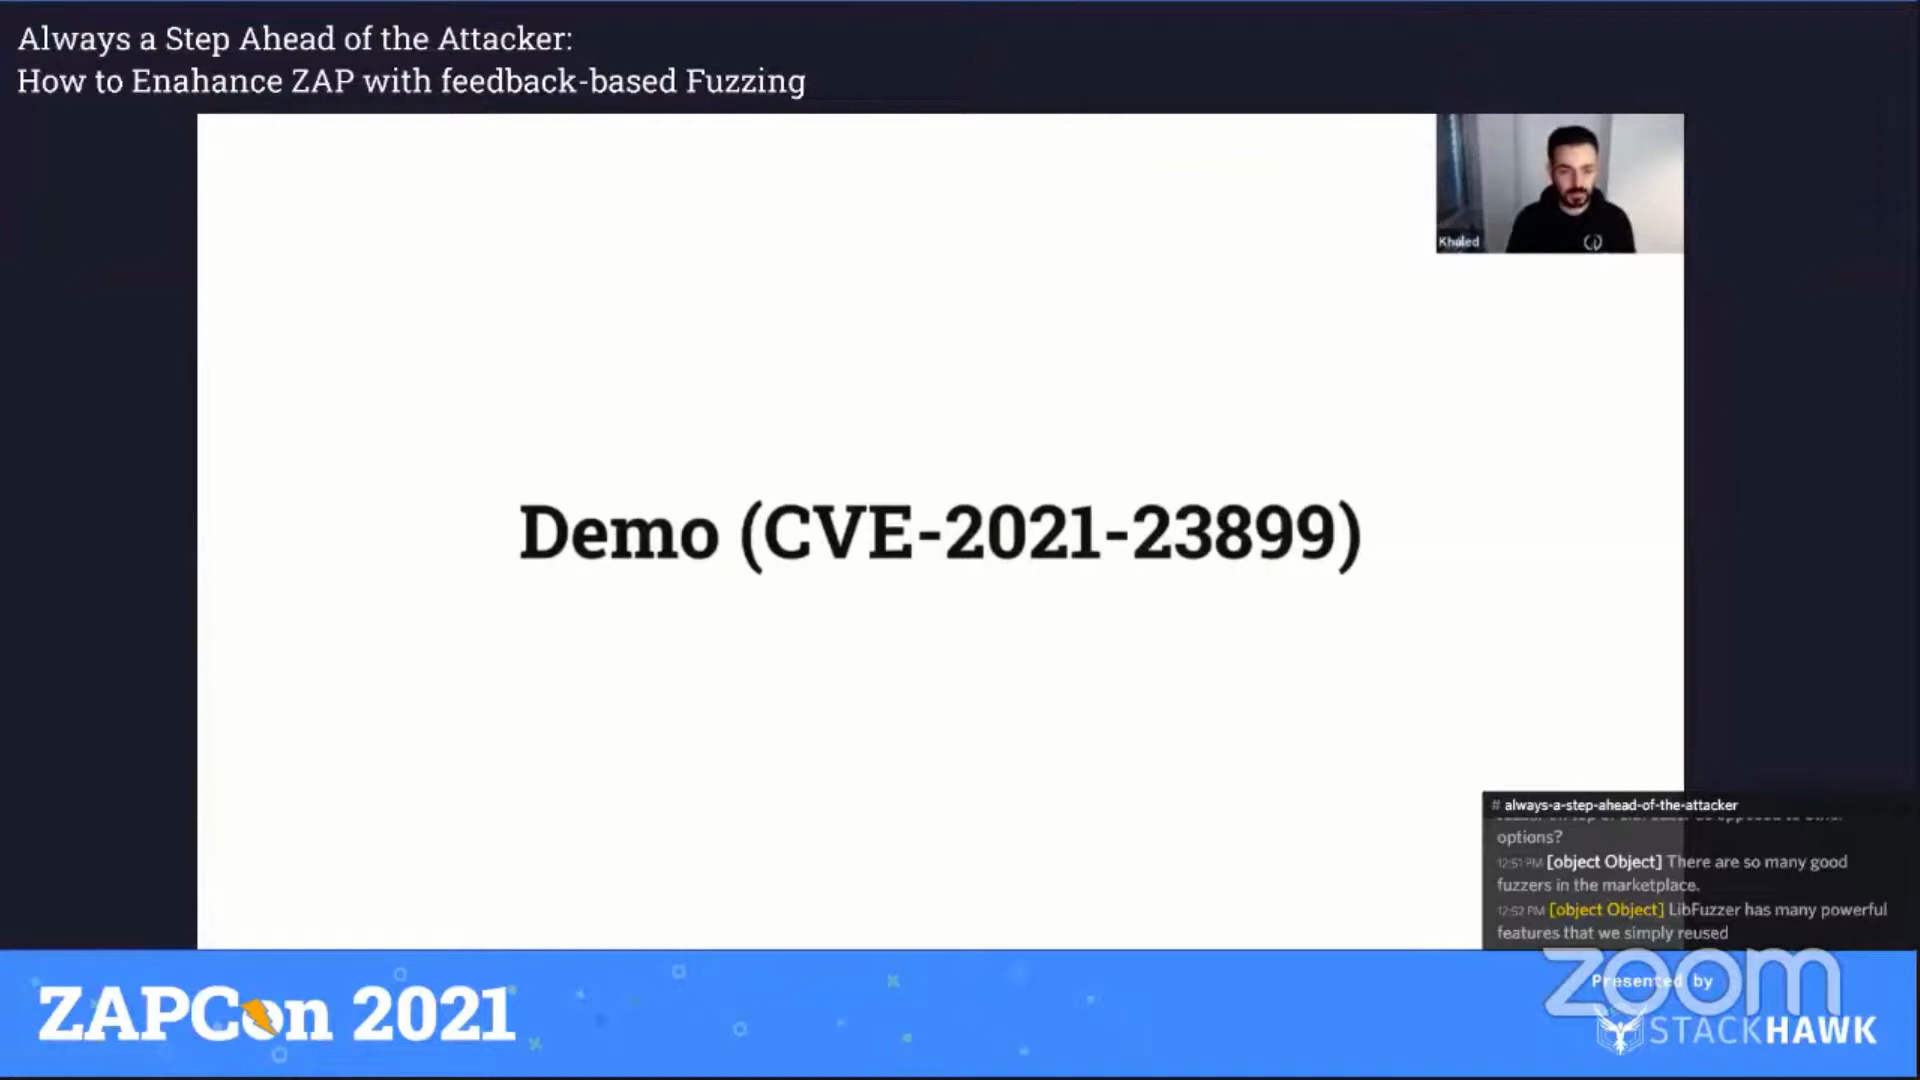 Always a Step Ahead of the Attacker:
How to Enahance ZAP with feedback-based Fuzzing
Khaled
Demo (CVE-2021-23899)
# always-a-step-ahead-of-the-attacker
options?
12:51 PM [object Object] There are so many good
fuzzers in the marketplace.
12:52 PM [object Object] LibFuzzer has many powerful
features that we simply reused
ZAPCon 2021
zoom
Presented by
STACKHAWK